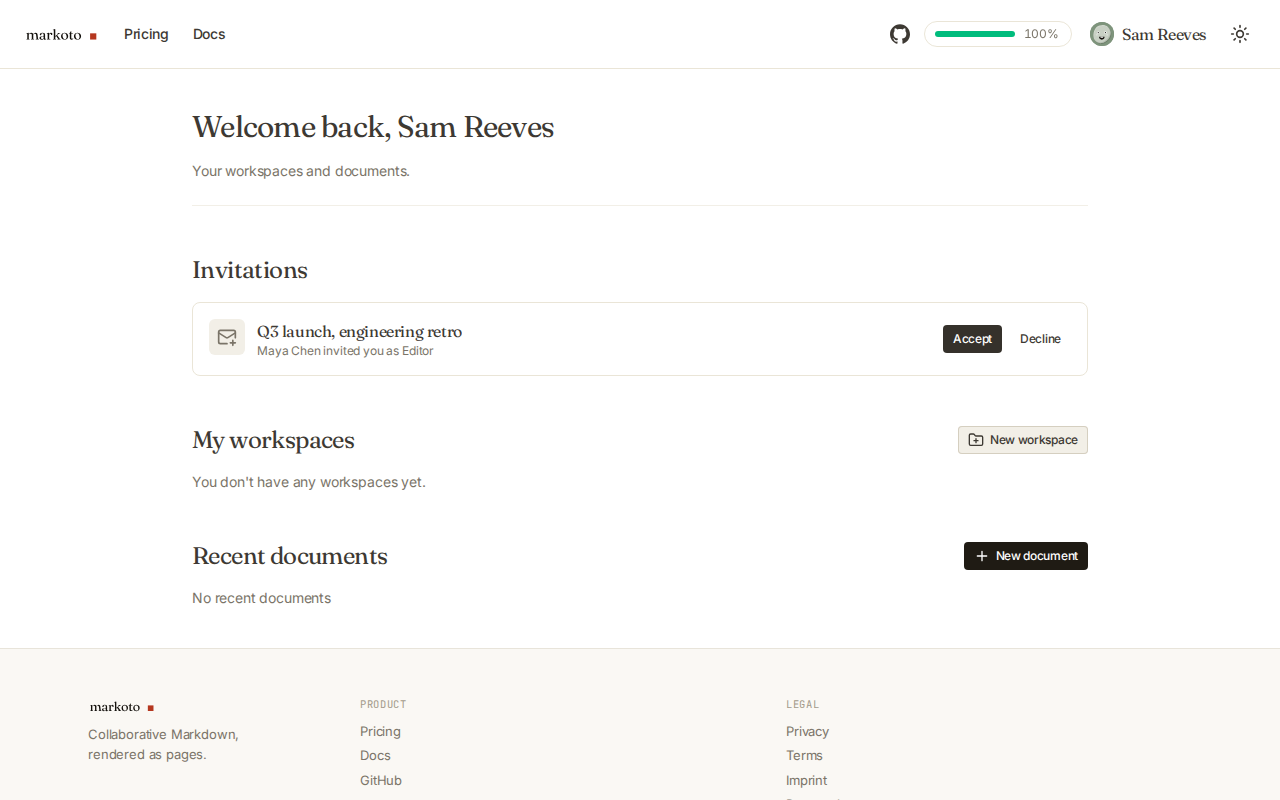 markoto
Pricing
Docs
100%
Sam Reeves
Welcome back, Sam Reeves
Your workspaces and documents.
Invitations
Q3 launch, engineering retro
Maya Chen invited you as Editor
Accept
Decline
My workspaces
New workspace
You don't have any workspaces yet.
Recent documents
New document
No recent documents
markoto
Collaborative Markdown,
rendered as pages.
PRODUCT
Pricing
Docs
GitHub
LEGAL
Privacy
Terms
Imprint